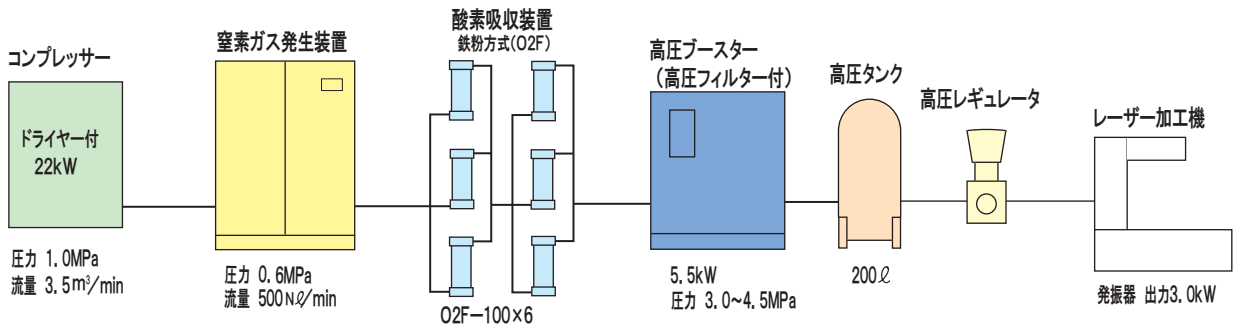 コンプレッサー
ドライヤー付
22kW
圧力 1.0MPa
流量 3.5m³/min
窒素ガス発生装置
圧力 0.6MPa
流量 500Nℓ/min
酸素吸収装置
鉄粉方式(O2F)
O2F-100×6
高圧ブースター
(高圧フィルター付)
5.5kW
圧力 3.0~4.5MPa
高圧タンク
200ℓ
高圧レギュレータ
レーザー加工機
発振器 出力3.0kW